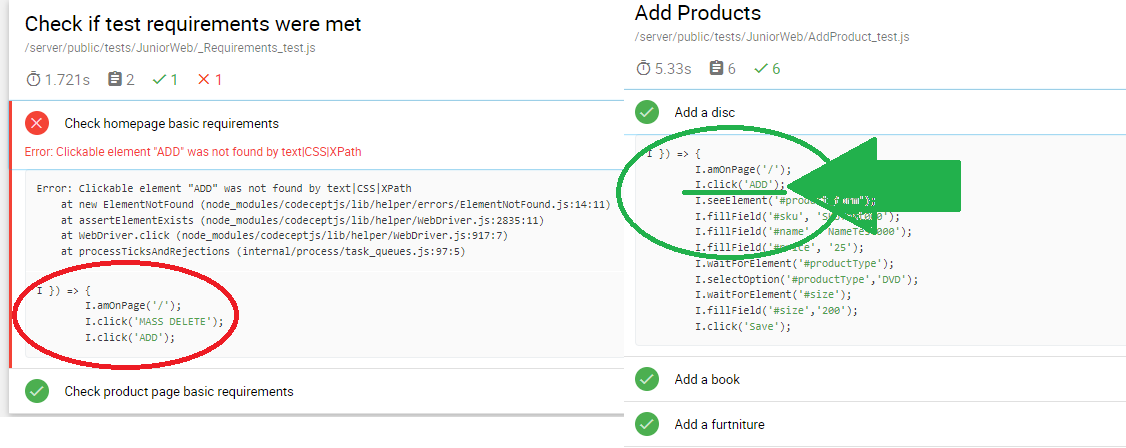 Check if test requirements were met
/server/public/tests/JuniorWeb/_Requirements_test.js
1.721s 2 1 1
Check homepage basic requirements
Error: Clickable element "ADD" was not found by text|CSS|XPath
Error: Clickable element "ADD" was not found by text|CSS|XPath
at new ElementNotFound (node_modules/codeceptjs/lib/helper/errors/ElementNotFound.js:14:11)
at assertElementExists (node_modules/codeceptjs/lib/helper/WebDriver.js:2835:11)
at WebDriver.click (node_modules/codeceptjs/lib/helper/WebDriver.js:917:7)
at processTicksAndRejections (internal/process/task_queues.js:97:5)
I }) => {
I.amOnPage('/');
I.click('MASS DELETE');
I.click('ADD');
Check product page basic requirements
Add Products
/server/public/tests/JuniorWeb/AddProduct_test.js
5.33s 6 6
Add a disc
I }) => {
I.amOnPage('/');
I.click('ADD');
I.seeElement('#product_form');
I.fillField('#sku',
I.fillField('#name', 'NameTest000');
I.fillField('#price', '25');
I.waitForElement('#productType');
I.selectOption('#productType','DVD');
I.waitForElement('#size');
I.fillField('#size','200');
I.click('Save');
Add a book
Add a furtniture